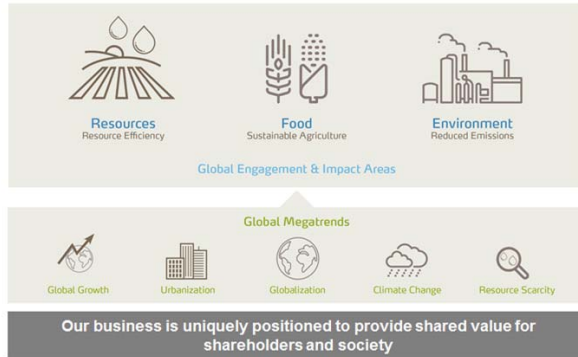 Resources
Resource Efficiency
Food
Sustainable Agriculture
Environment
Reduced Emissions
Global Engagement & Impact Areas
Global Megatrends
Global Growth
Urbanization
Globalization
Climate Change
Resource Scarcity
Our business is uniquely positioned to provide shared value for
shareholders and society